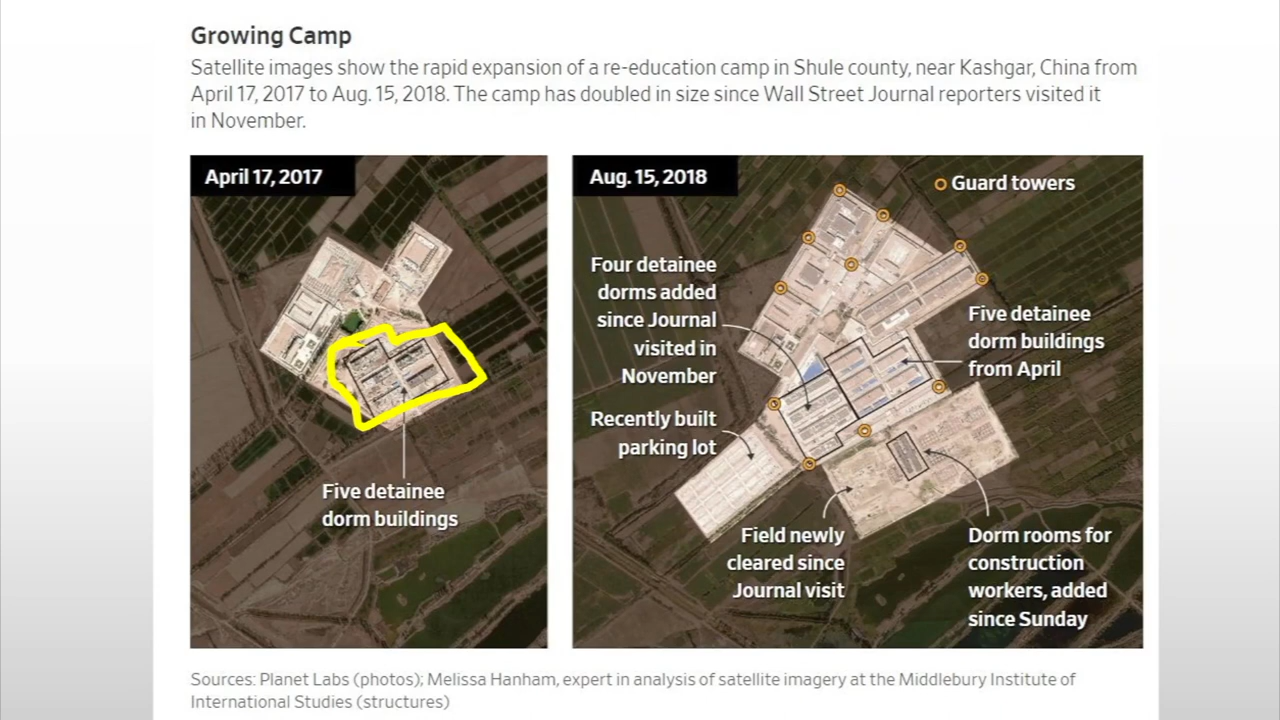 Growing Camp
Satellite images show the rapid expansion of a re-education camp in Shule county, near Kashgar, China from
April 17, 2017 to Aug. 15, 2018. The camp has doubled in size since Wall Street Journal reporters visited it
in November.
April 17, 2017
Five detainee
dorm buildings
Aug. 15, 2018
Guard towers
Four detainee
dorms added
since Journal
visited in
November
Five detainee
dorm buildings
from April
Recently built
parking lot
Field newly
cleared since
Journal visit
Dorm rooms for
construction
workers, added
since Sunday
Sources: Planet Labs (photos); Melissa Hanham, expert in analysis of satellite imagery at the Middlebury Institute of
International Studies (structures)